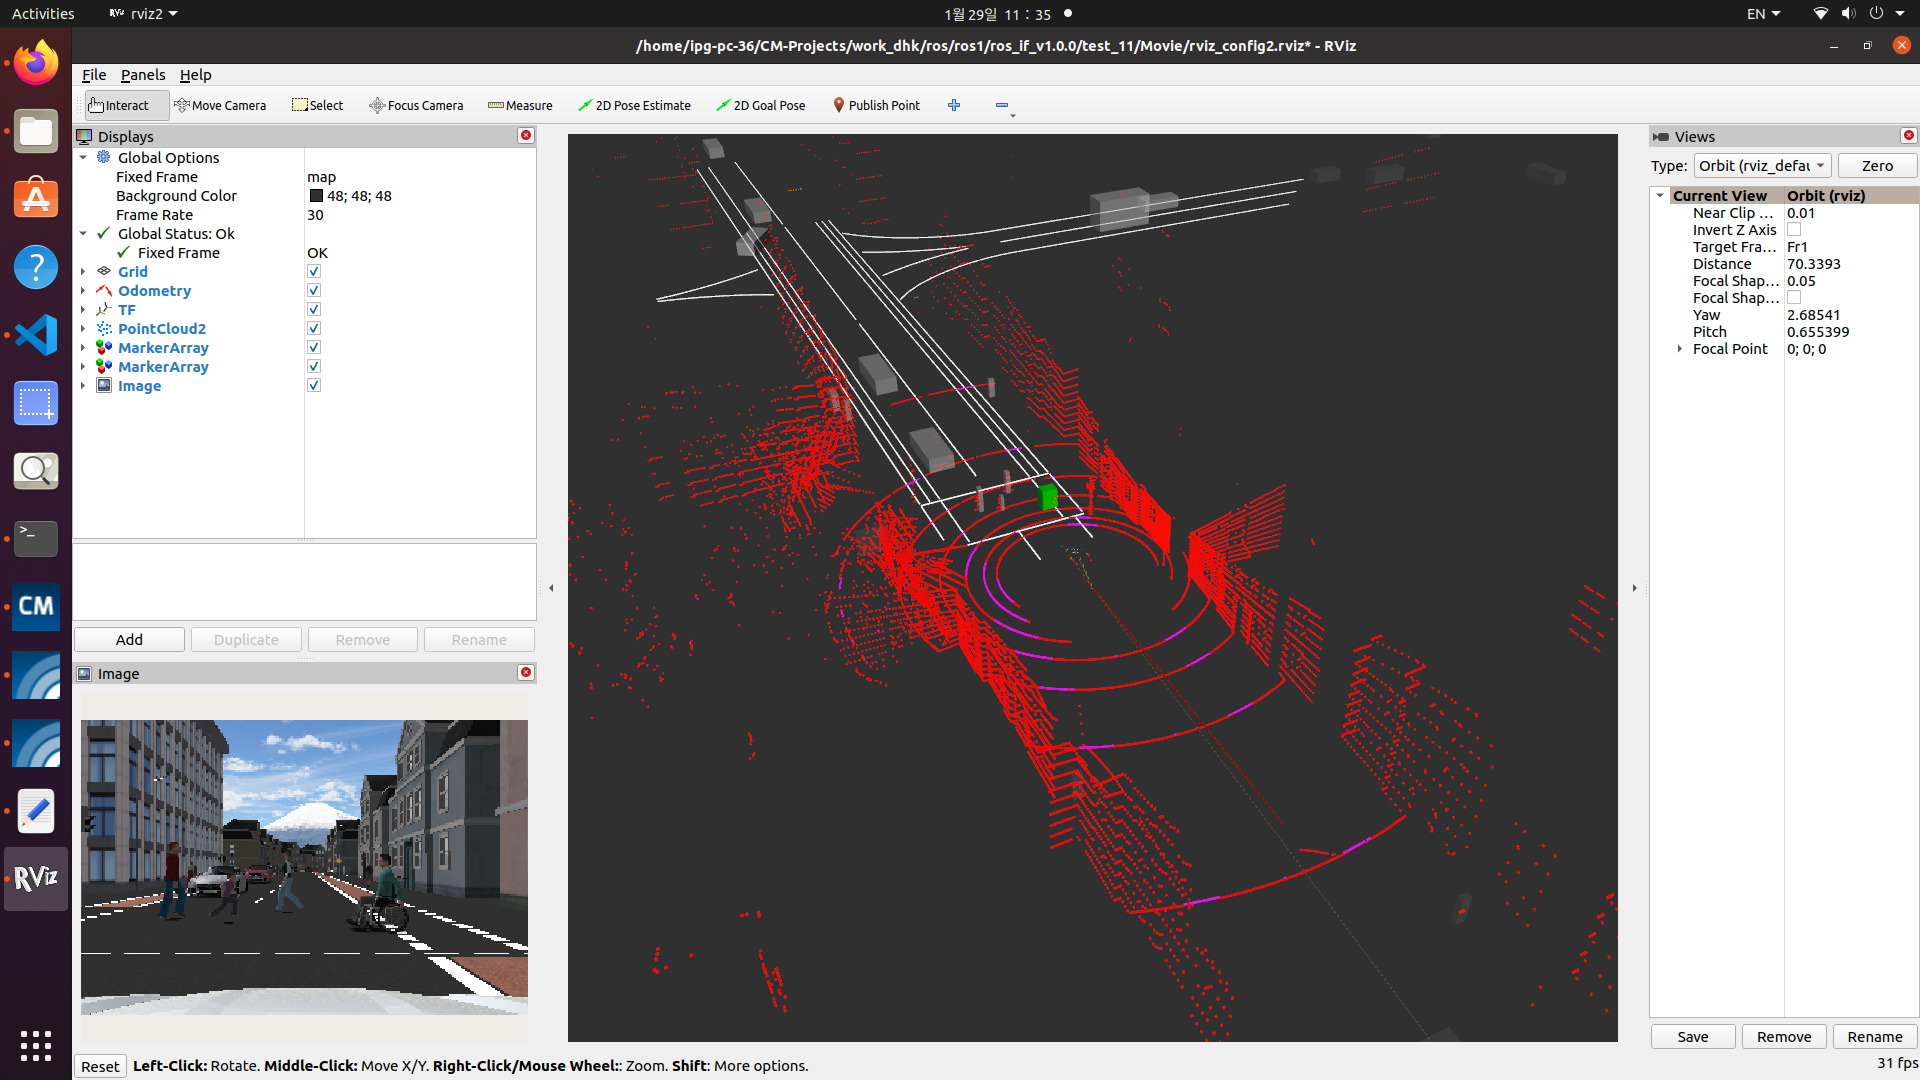 Activities
RViz rviz2
1월 29일 11 : 35
EN
/home/ipg-pc-36/CM-Projects/work_dhk/ros/ros1/ros_if_v1.0.0/test_11/Movie/rviz_config2.rviz* - RViz
File Panels Help
Interact Move Camera Select Focus Camera Measure 2D Pose Estimate 2D Goal Pose Publish Point
Displays
Global Options
Fixed Frame map
Background Color 48; 48; 48
Frame Rate 30
Global Status: Ok
Fixed Frame OK
Grid
Odometry
TF
PointCloud2
MarkerArray
MarkerArray
Image
Add Duplicate Remove Rename
Image
Views
Type: Orbit (rviz_defau Zero
Current View Orbit (rviz)
Near Clip ... 0.01
Invert Z Axis
Target Fra... Fr1
Distance 70.3393
Focal Shap... 0.05
Focal Shap...
Yaw 2.68541
Pitch 0.655399
Focal Point 0; 0; 0
Save Remove Rename
CM
RViz
Reset Left-Click: Rotate. Middle-Click: Move X/Y. Right-Click/Mouse Wheel:: Zoom. Shift: More options.
31 fps